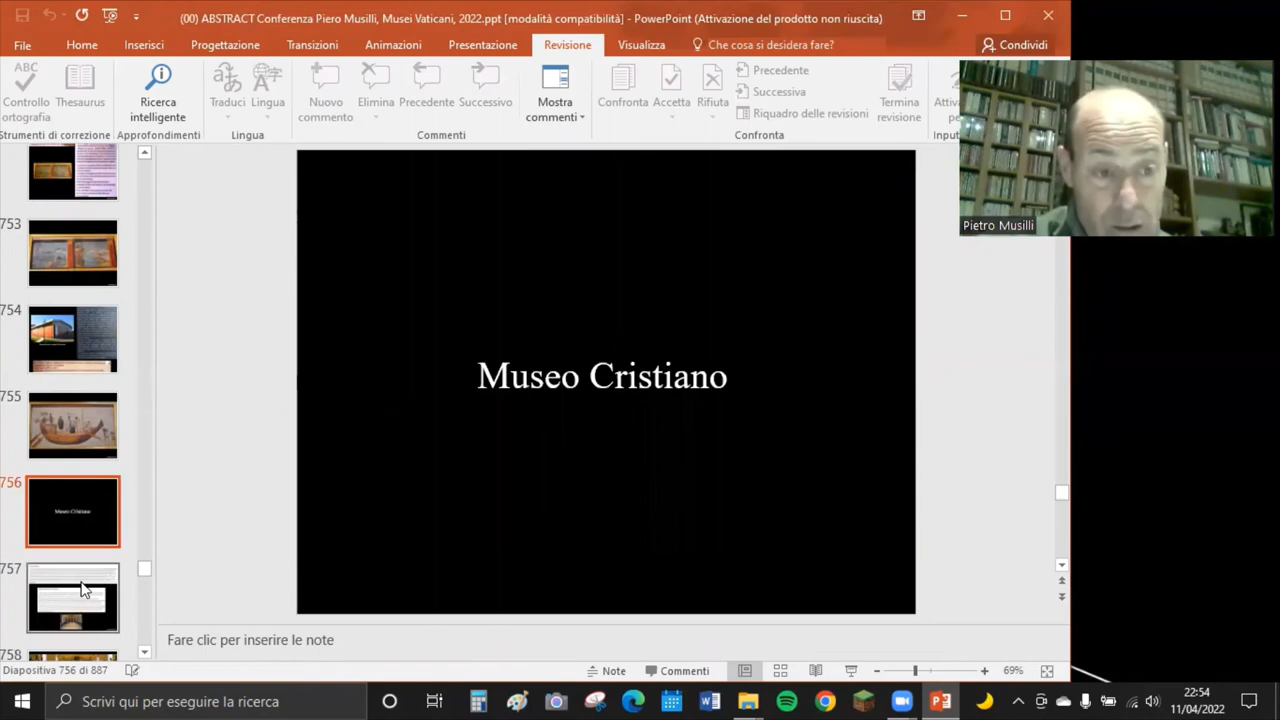 (00) ABSTRACT Conferenza Piero Musilli, Musei Vaticani, 2022.ppt [modalità compatibilità] - PowerPoint (Attivazione del prodotto non riuscita)
File Home Inserisci Progettazione Transizioni Animazioni Presentazione Revisione Visualizza Che cosa si desidera fare? Condividi
ABC
Controllo ortografia
Thesaurus
Strumenti di correzione
Ricerca intelligente
Approfondimenti
Traduci
Lingua
Lingua
Nuovo commento
Elimina
Precedente
Successivo
Commenti
Mostra commenti
Confronta
Accetta
Rifiuta
Precedente
Successiva
Riquadro delle revisioni
Confronta
Termina revisione
Pietro Musilli
753
754
755
756
Museo Cristiano
757
758
Museo Cristiano
Fare clic per inserire le note
Diapositiva 756 di 887 Note Commenti 69%
Scrivi qui per eseguire la ricerca
22:54
11/04/2022